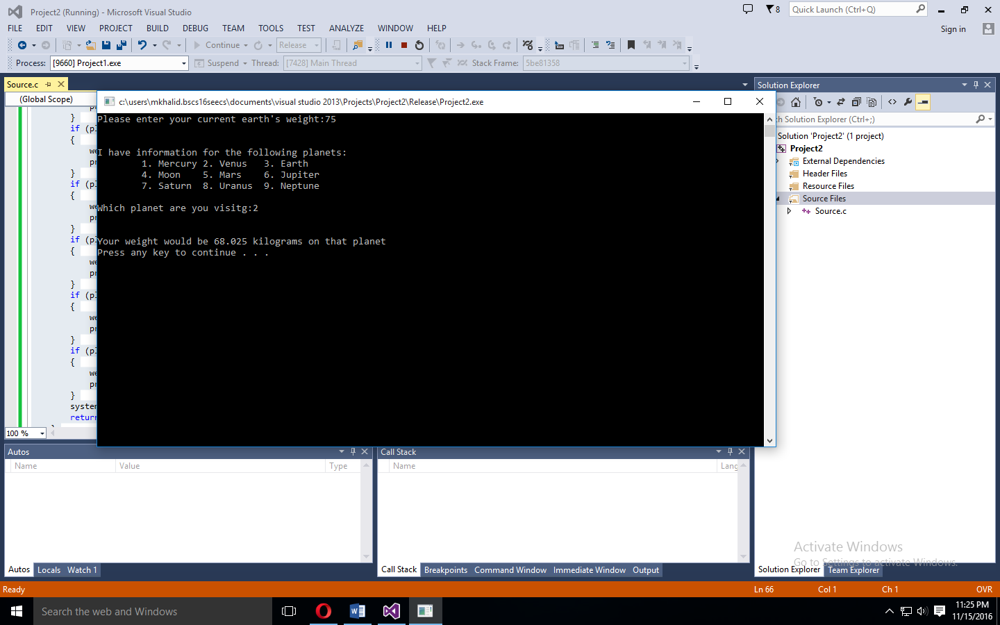 Project2 (Running) - Microsoft Visual Studio
8
Quick Launch (Ctrl+Q)
FILE EDIT VIEW PROJECT BUILD DEBUG TEAM TOOLS TEST ANALYZE WINDOW HELP
Sign in
Continue
Release
Process: [9660] Project1.exe
Suspend
Thread: [7428] Main Thread
Stack Frame: 5be81358
Source.c
(Global Scope)
c:\users\mkhalid.bscs16seecs\documents\visual studio 2013\Projects\Project2\Release\Project2.exe
Please enter your current earth's weight:75
I have information for the following planets:
1. Mercury 2. Venus 3. Earth
4. Moon 5. Mars 6. Jupiter
7. Saturn 8. Uranus 9. Neptune
Which planet are you visitg:2
Your weight would be 68.025 kilograms on that planet
Press any key to continue . . .
}
if (pl
{
we
pr
}
if (pl
{
we
pr
}
if (pl
{
we
pr
}
if (pl
{
we
pr
}
if (pl
{
we
pr
}
system
return
100 %
Solution Explorer
ch Solution Explorer (Ctrl+;)
Solution 'Project2' (1 project)
Project2
External Dependencies
Header Files
Resource Files
Source Files
Source.c
Autos
Name Value Type
Autos Locals Watch 1
Call Stack
Name Lang
Call Stack Breakpoints Command Window Immediate Window Output
Activate Windows
Go to Settings to activate Windows.
Solution Explorer Team Explorer
Ready
Ln 66 Col 1 Ch 1 OVR
Search the web and Windows
11:25 PM
11/15/2016